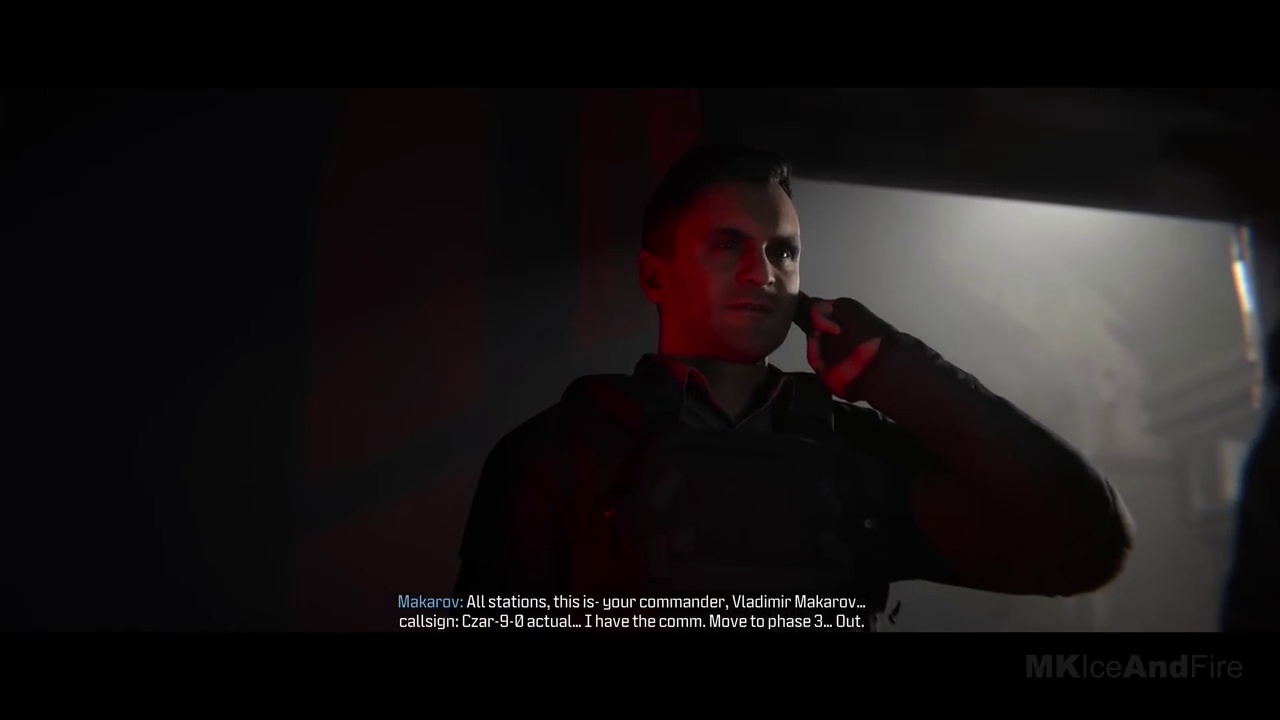 Makarov: All stations, this is- your commander, Vladimir Makarov...
callsign: Czar-9-0 actual... I have the comm. Move to phase 3... Out.
MKIceAndFire